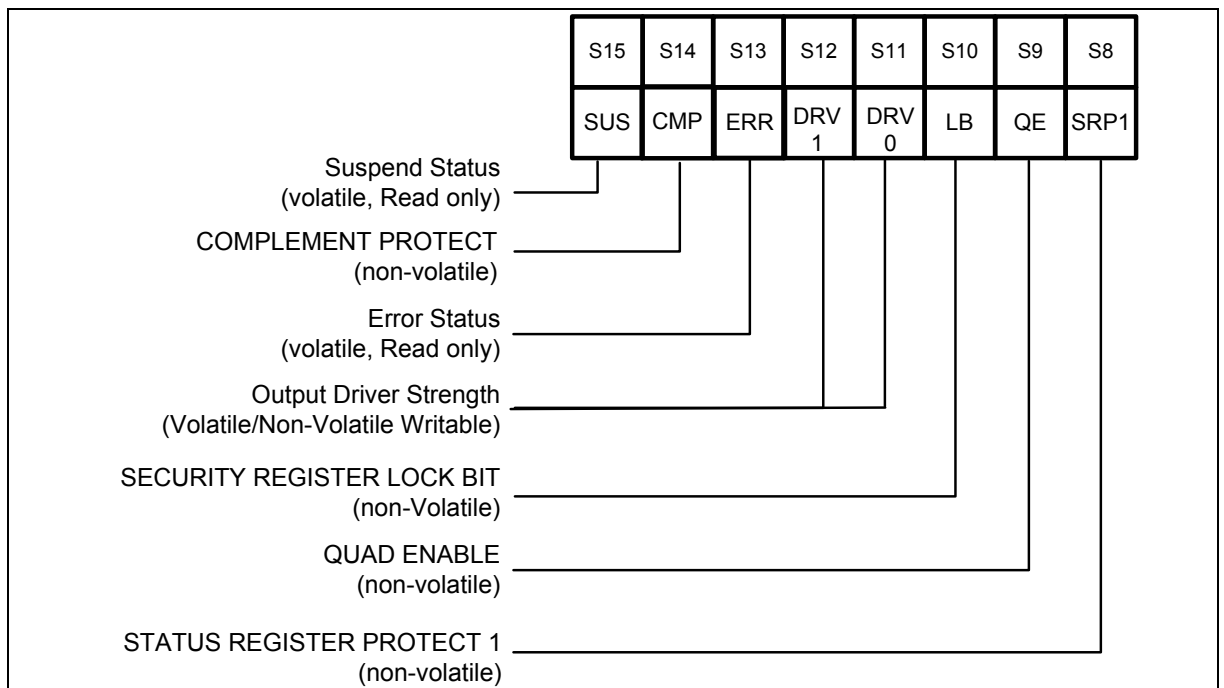 S15 S14 S13 S12 S11 S10 S9 S8
SUS CMP ERR DRV 1 DRV 0 LB QE SRP1
Suspend Status
(volatile, Read only)
COMPLEMENT PROTECT
(non-volatile)
Error Status
(volatile, Read only)
Output Driver Strength
(Volatile/Non-Volatile Writable)
SECURITY REGISTER LOCK BIT
(non-Volatile)
QUAD ENABLE
(non-volatile)
STATUS REGISTER PROTECT 1
(non-volatile)